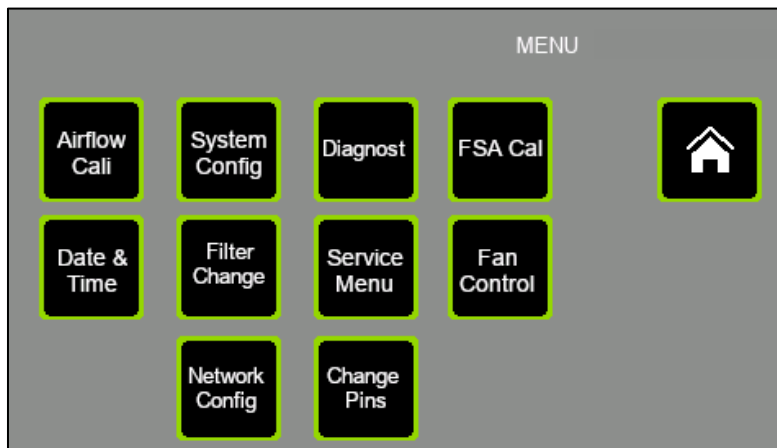 MENU
Airflow
Cali
System
Config
Diagnost
FSA Cal
Date &
Time
Filter
Change
Service
Menu
Fan
Control
Network
Config
Change
Pins